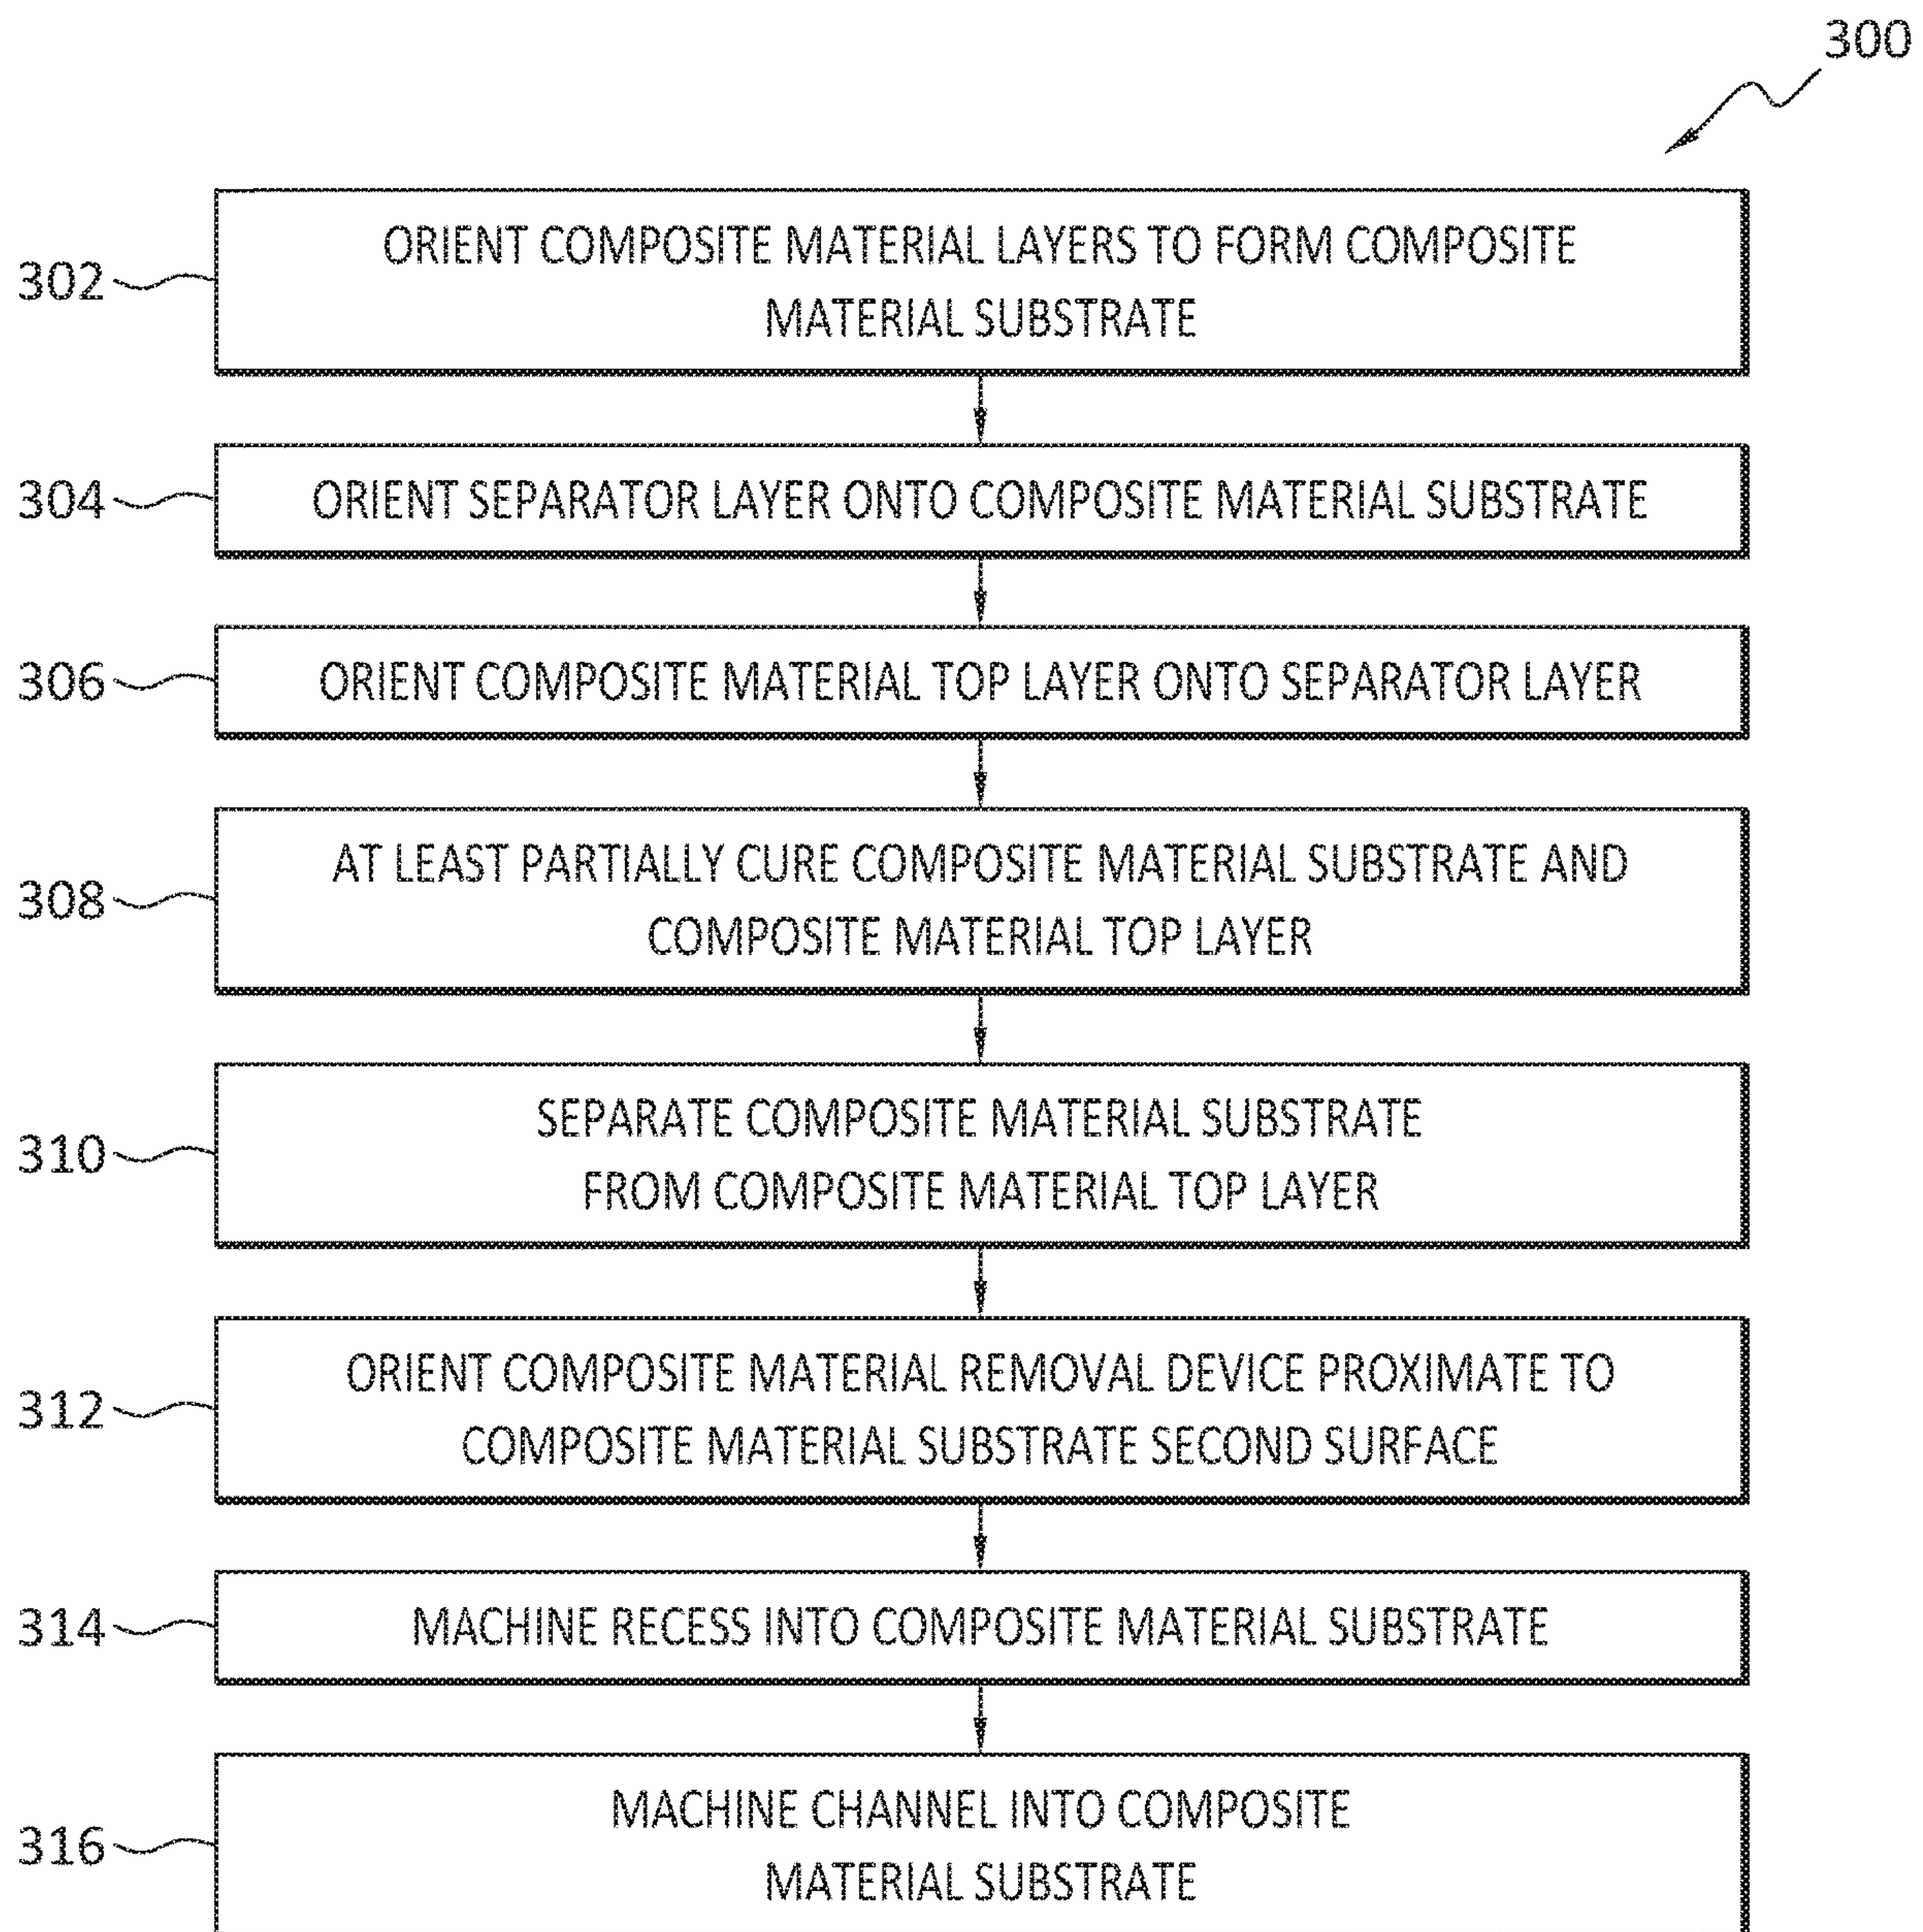 300
302
ORIENT COMPOSITE MATERIAL LAYERS TO FORM COMPOSITE
MATERIAL SUBSTRATE
304
ORIENT SEPARATOR LAYER ONTO COMPOSITE MATERIAL SUBSTRATE
306
ORIENT COMPOSITE MATERIAL TOP LAYER ONTO SEPARATOR LAYER
308
AT LEAST PARTIALLY CURE COMPOSITE MATERIAL SUBSTRATE AND
COMPOSITE MATERIAL TOP LAYER
310
SEPARATE COMPOSITE MATERIAL SUBSTRATE
FROM COMPOSITE MATERIAL TOP LAYER
312
ORIENT COMPOSITE MATERIAL REMOVAL DEVICE PROXIMATE TO
COMPOSITE MATERIAL SUBSTRATE SECOND SURFACE
314
MACHINE RECESS INTO COMPOSITE MATERIAL SUBSTRATE
316
MACHINE CHANNEL INTO COMPOSITE
MATERIAL SUBSTRATE